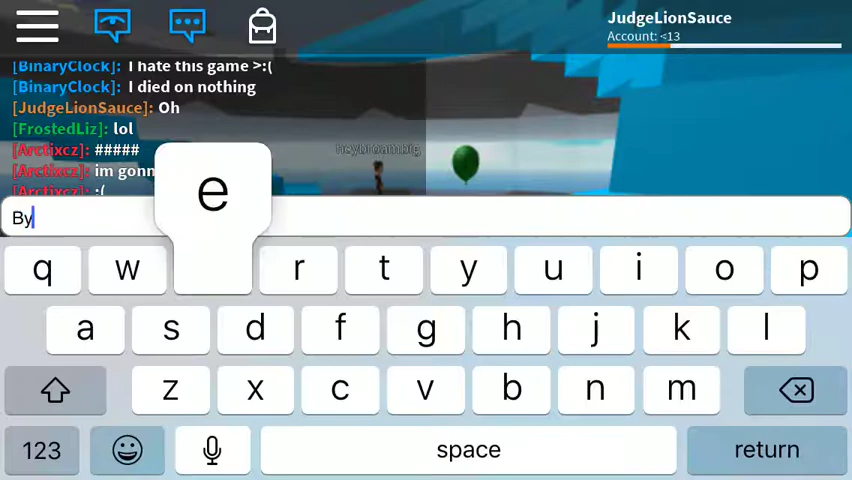 JudgeLionSauce
Account: <13
[BinaryClock]: I hate this game >:(
[BinaryClock]: I died on nothing
[JudgeLionSauce]: Oh
[FrostedLiz]: lol
[Arctixcz]: #####
[Arctixcz]: im gonn
[Arctixcz]: :(
By
e
q w r t y u i o p
a s d f g h j k l
z x c v b n m
123 space return